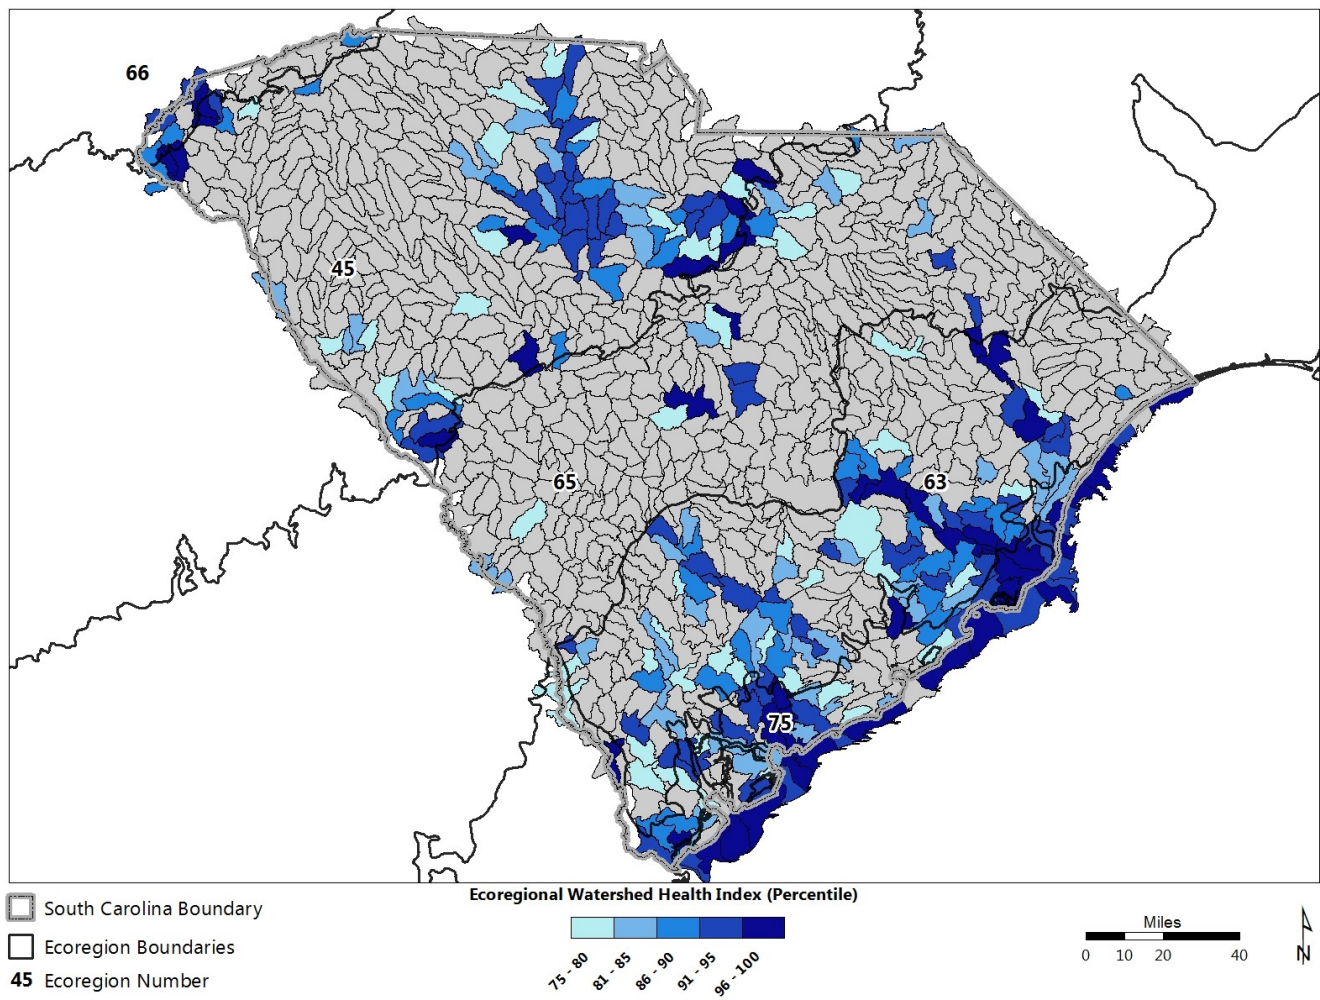 66
45
65
63
75
Ecoregional Watershed Health Index (Percentile)
South Carolina Boundary
Ecoregion Boundaries
45 Ecoregion Number
75 - 80
81 - 85
86 - 90
91 - 95
96 - 100
Miles
0 10 20 40
N